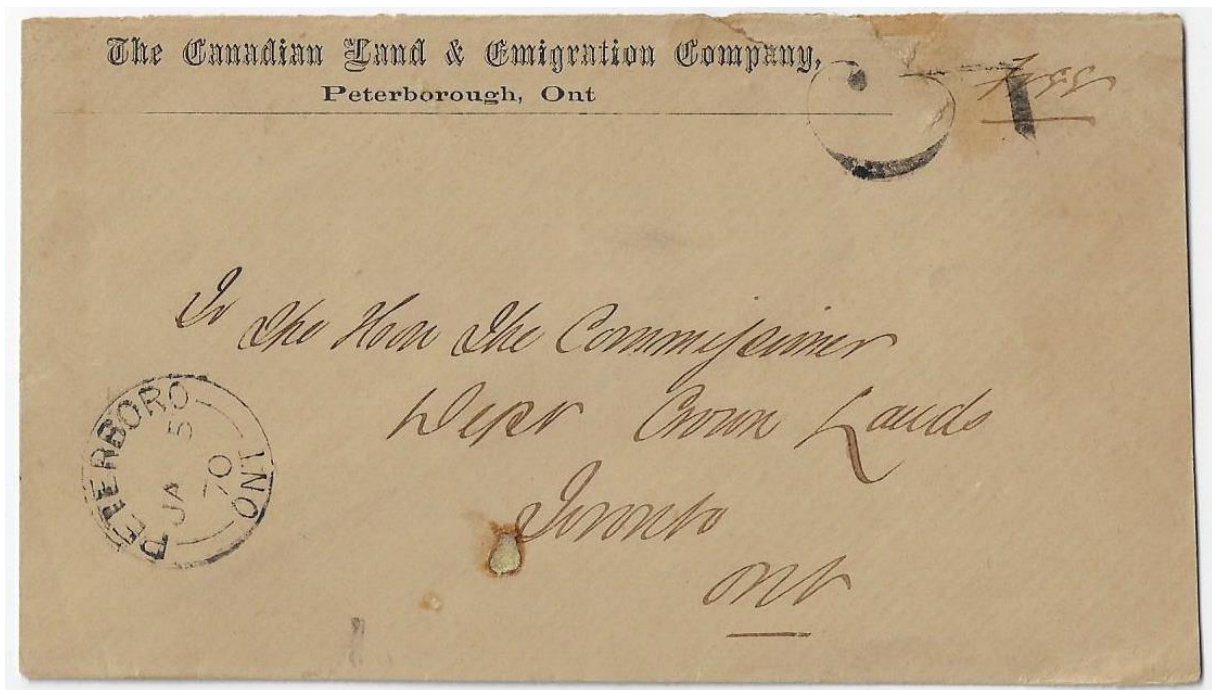 The Canadian Land & Emigration Company,
Peterborough, Ont
To
The Hon The Commissioner
Dept Crown Lands
Toronto
Ont
PETERBORO ONT
JA 5
70